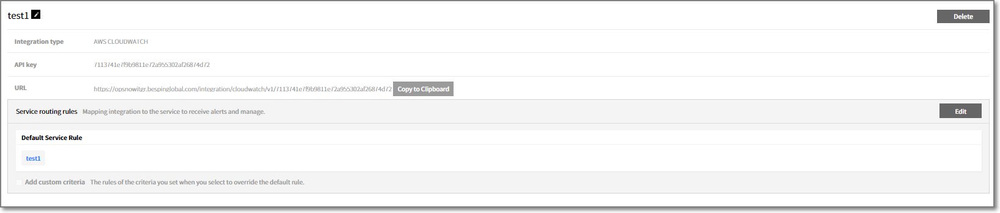 test1
Delete
Integration type AWS CLOUDWATCH
API key 7113741e7f9b9811e72a955302af26874d72
URL https://opsnowitgr.bespinglobal.com/integration/cloudwatch/v1/7113741e7f9b9811e72a955302af26874d72 Copy to Clipboard
Service routing rules Mapping integration to the service to receive alerts and manage. Edit
Default Service Rule
test1
Add custom criteria The rules of the criteria you set when you select to override the default rule.